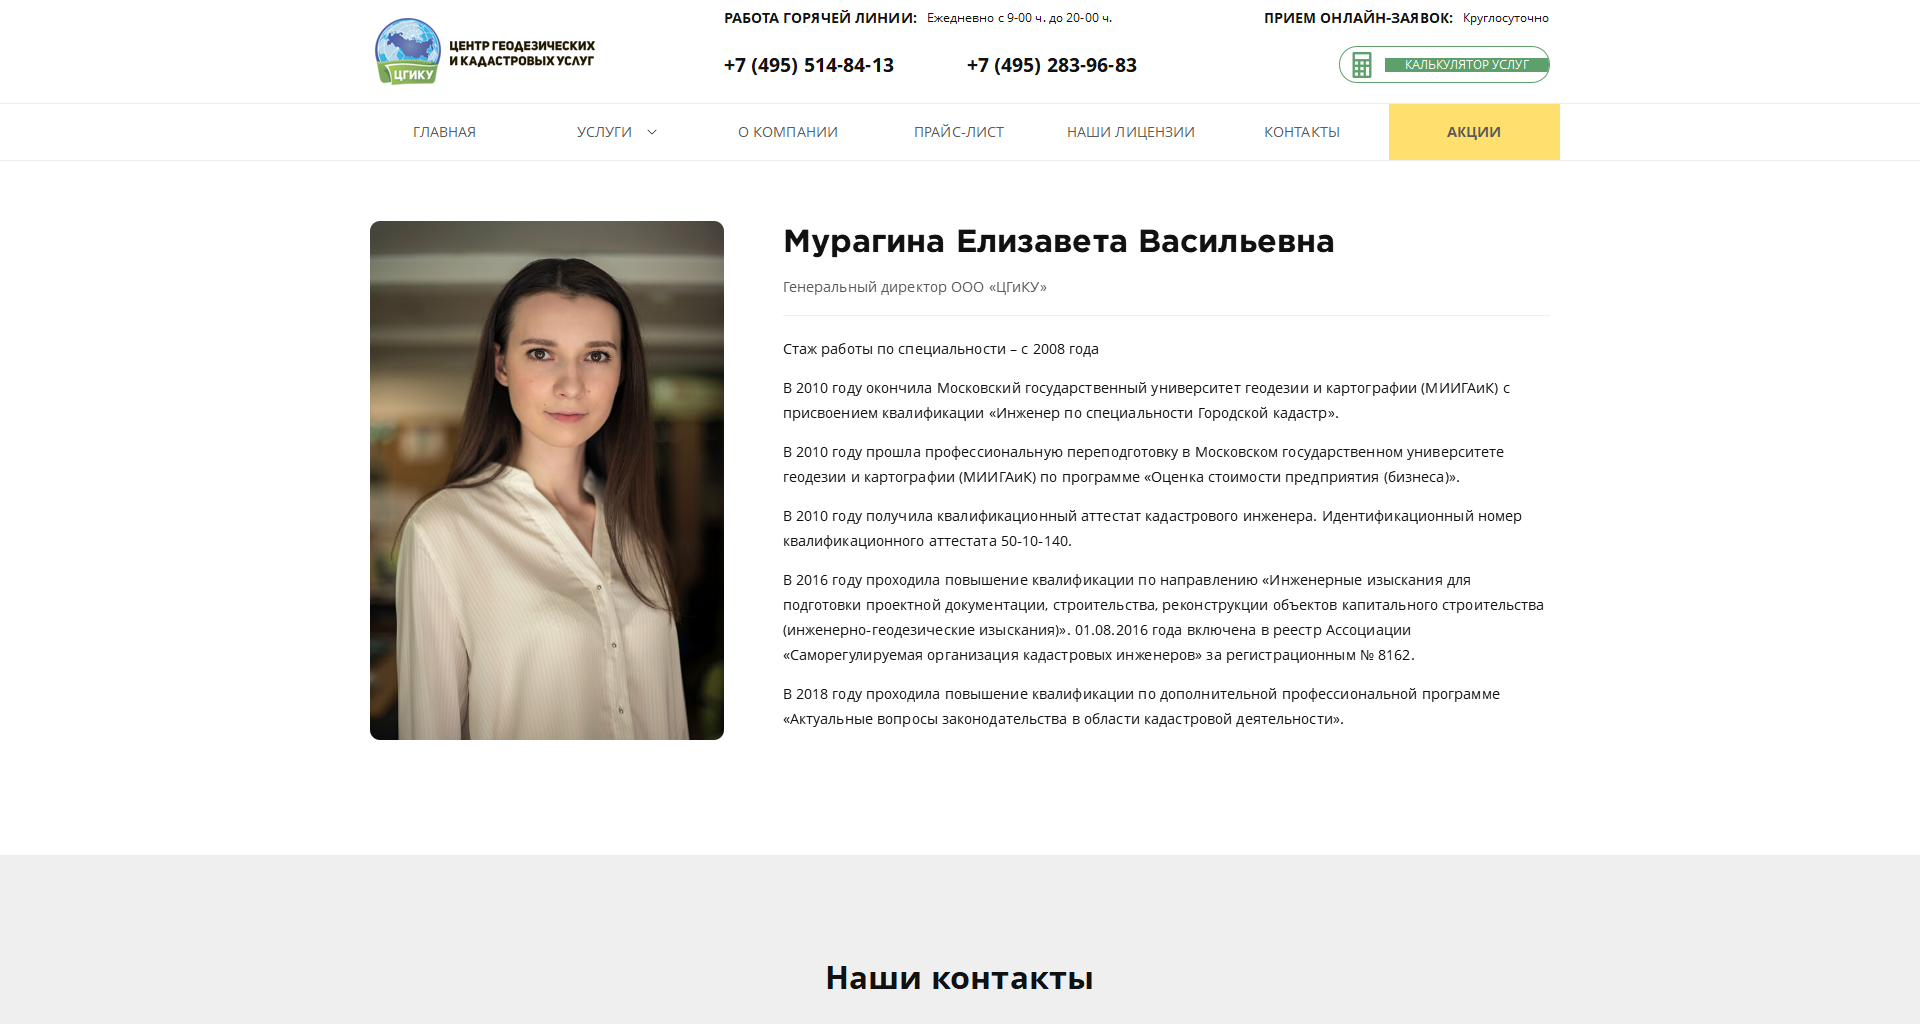 ЦГИКУ
ЦЕНТР ГЕОДЕЗИЧЕСКИХ
И КАДАСТРОВЫХ УСЛУГ
РАБОТА ГОРЯЧЕЙ ЛИНИИ: Ежедневно с 9-00 ч. до 20-00 ч.
+7 (495) 514-84-13 +7 (495) 283-96-83
ПРИЕМ ОНЛАЙН-ЗАЯВОК: Круглосуточно
КАЛЬКУЛЯТОР УСЛУГ
ГЛАВНАЯ УСЛУГИ О КОМПАНИИ ПРАЙС-ЛИСТ НАШИ ЛИЦЕНЗИИ КОНТАКТЫ АКЦИИ
Мурагина Елизавета Васильевна
Генеральный директор ООО «ЦГиКУ»
Стаж работы по специальности – с 2008 года
В 2010 году окончила Московский государственный университет геодезии и картографии (МИИГАиК) с
присвоением квалификации «Инженер по специальности Городской кадастр».
В 2010 году прошла профессиональную переподготовку в Московском государственном университете
геодезии и картографии (МИИГАиК) по программе «Оценка стоимости предприятия (бизнеса)».
В 2010 году получила квалификационный аттестат кадастрового инженера. Идентификационный номер
квалификационного аттестата 50-10-140.
В 2016 году проходила повышение квалификации по направлению «Инженерные изыскания для
подготовки проектной документации, строительства, реконструкции объектов капитального строительства
(инженерно-геодезические изыскания)». 01.08.2016 года включена в реестр Ассоциации
«Саморегулируемая организация кадастровых инженеров» за регистрационным № 8162.
В 2018 году проходила повышение квалификации по дополнительной профессиональной программе
«Актуальные вопросы законодательства в области кадастровой деятельности».
Наши контакты